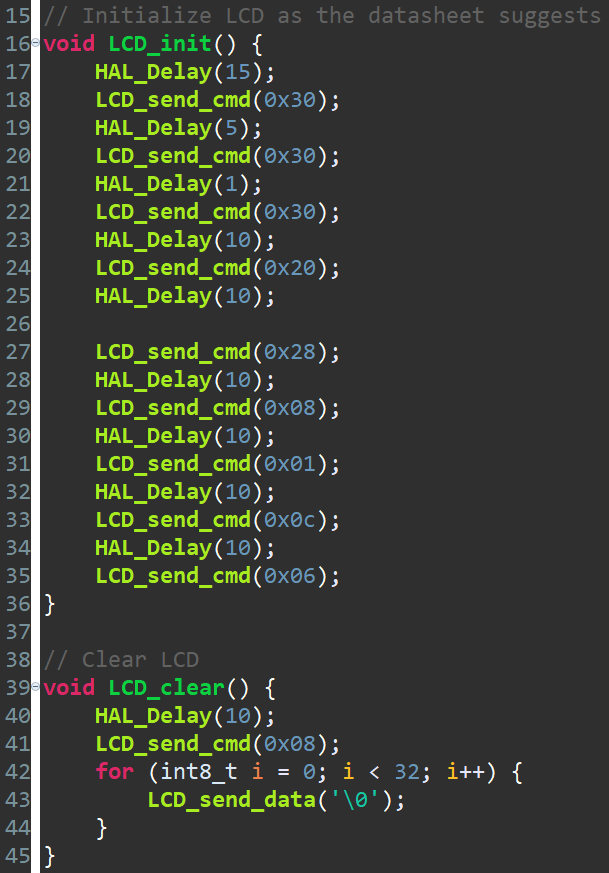 15 // Initialize LCD as the datasheet suggests
16 void LCD_init() {
17     HAL_Delay(15);
18     LCD_send_cmd(0x30);
19     HAL_Delay(5);
20     LCD_send_cmd(0x30);
21     HAL_Delay(1);
22     LCD_send_cmd(0x30);
23     HAL_Delay(10);
24     LCD_send_cmd(0x20);
25     HAL_Delay(10);
26
27     LCD_send_cmd(0x28);
28     HAL_Delay(10);
29     LCD_send_cmd(0x08);
30     HAL_Delay(10);
31     LCD_send_cmd(0x01);
32     HAL_Delay(10);
33     LCD_send_cmd(0x0c);
34     HAL_Delay(10);
35     LCD_send_cmd(0x06);
36 }
37
38 // Clear LCD
39 void LCD_clear() {
40     HAL_Delay(10);
41     LCD_send_cmd(0x08);
42     for (int8_t i = 0; i < 32; i++) {
43         LCD_send_data('\0');
44     }
45 }